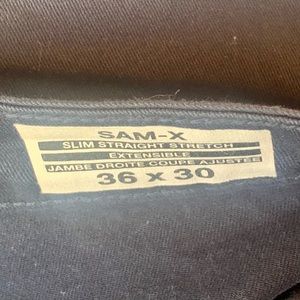 SAM-X
SLIM STRAIGHT STRETCH
EXTENSIBLE
JAMBE DROITE COUPE AJUSTEE
36 x 30